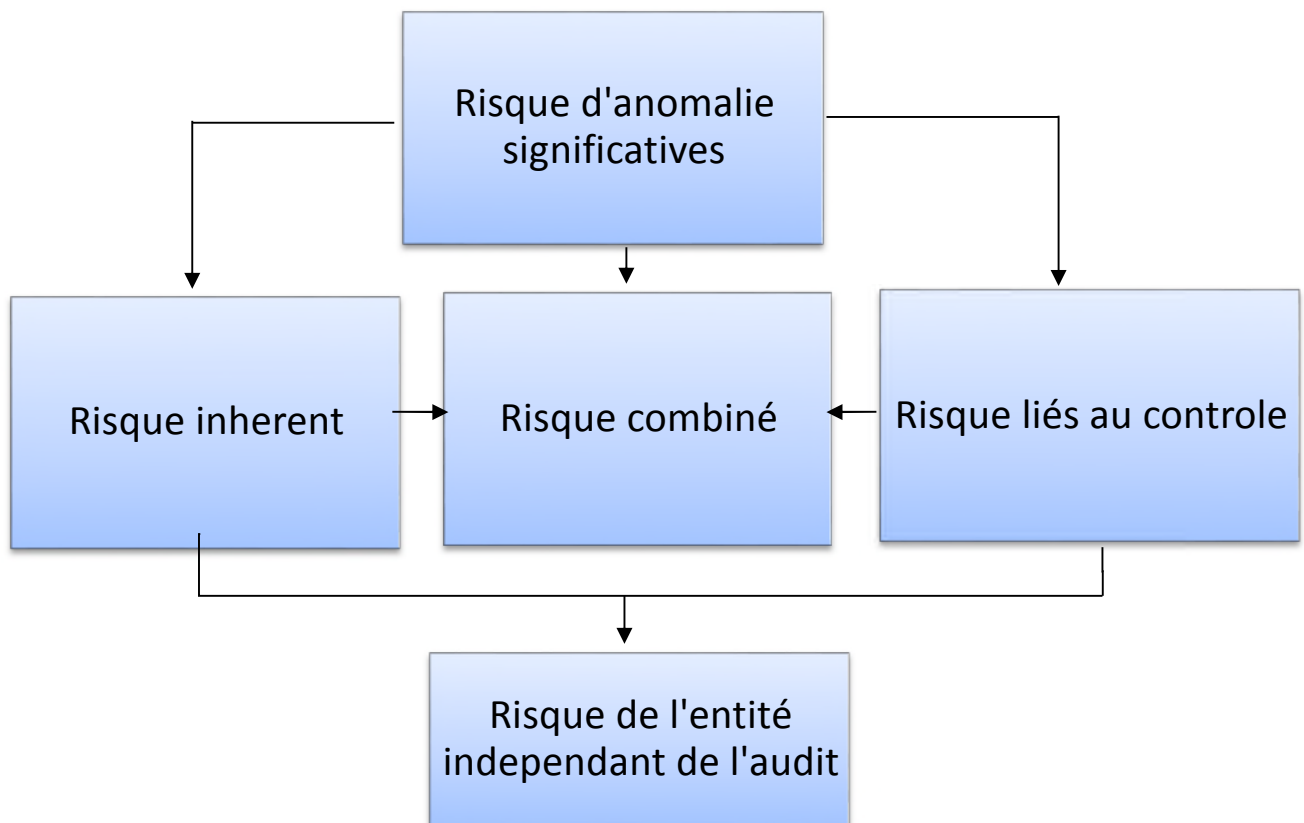 Risque d'anomalie
significatives
Risque inherent
Risque combiné
Risque liés au controle
Risque de l'entité
independant de l'audit